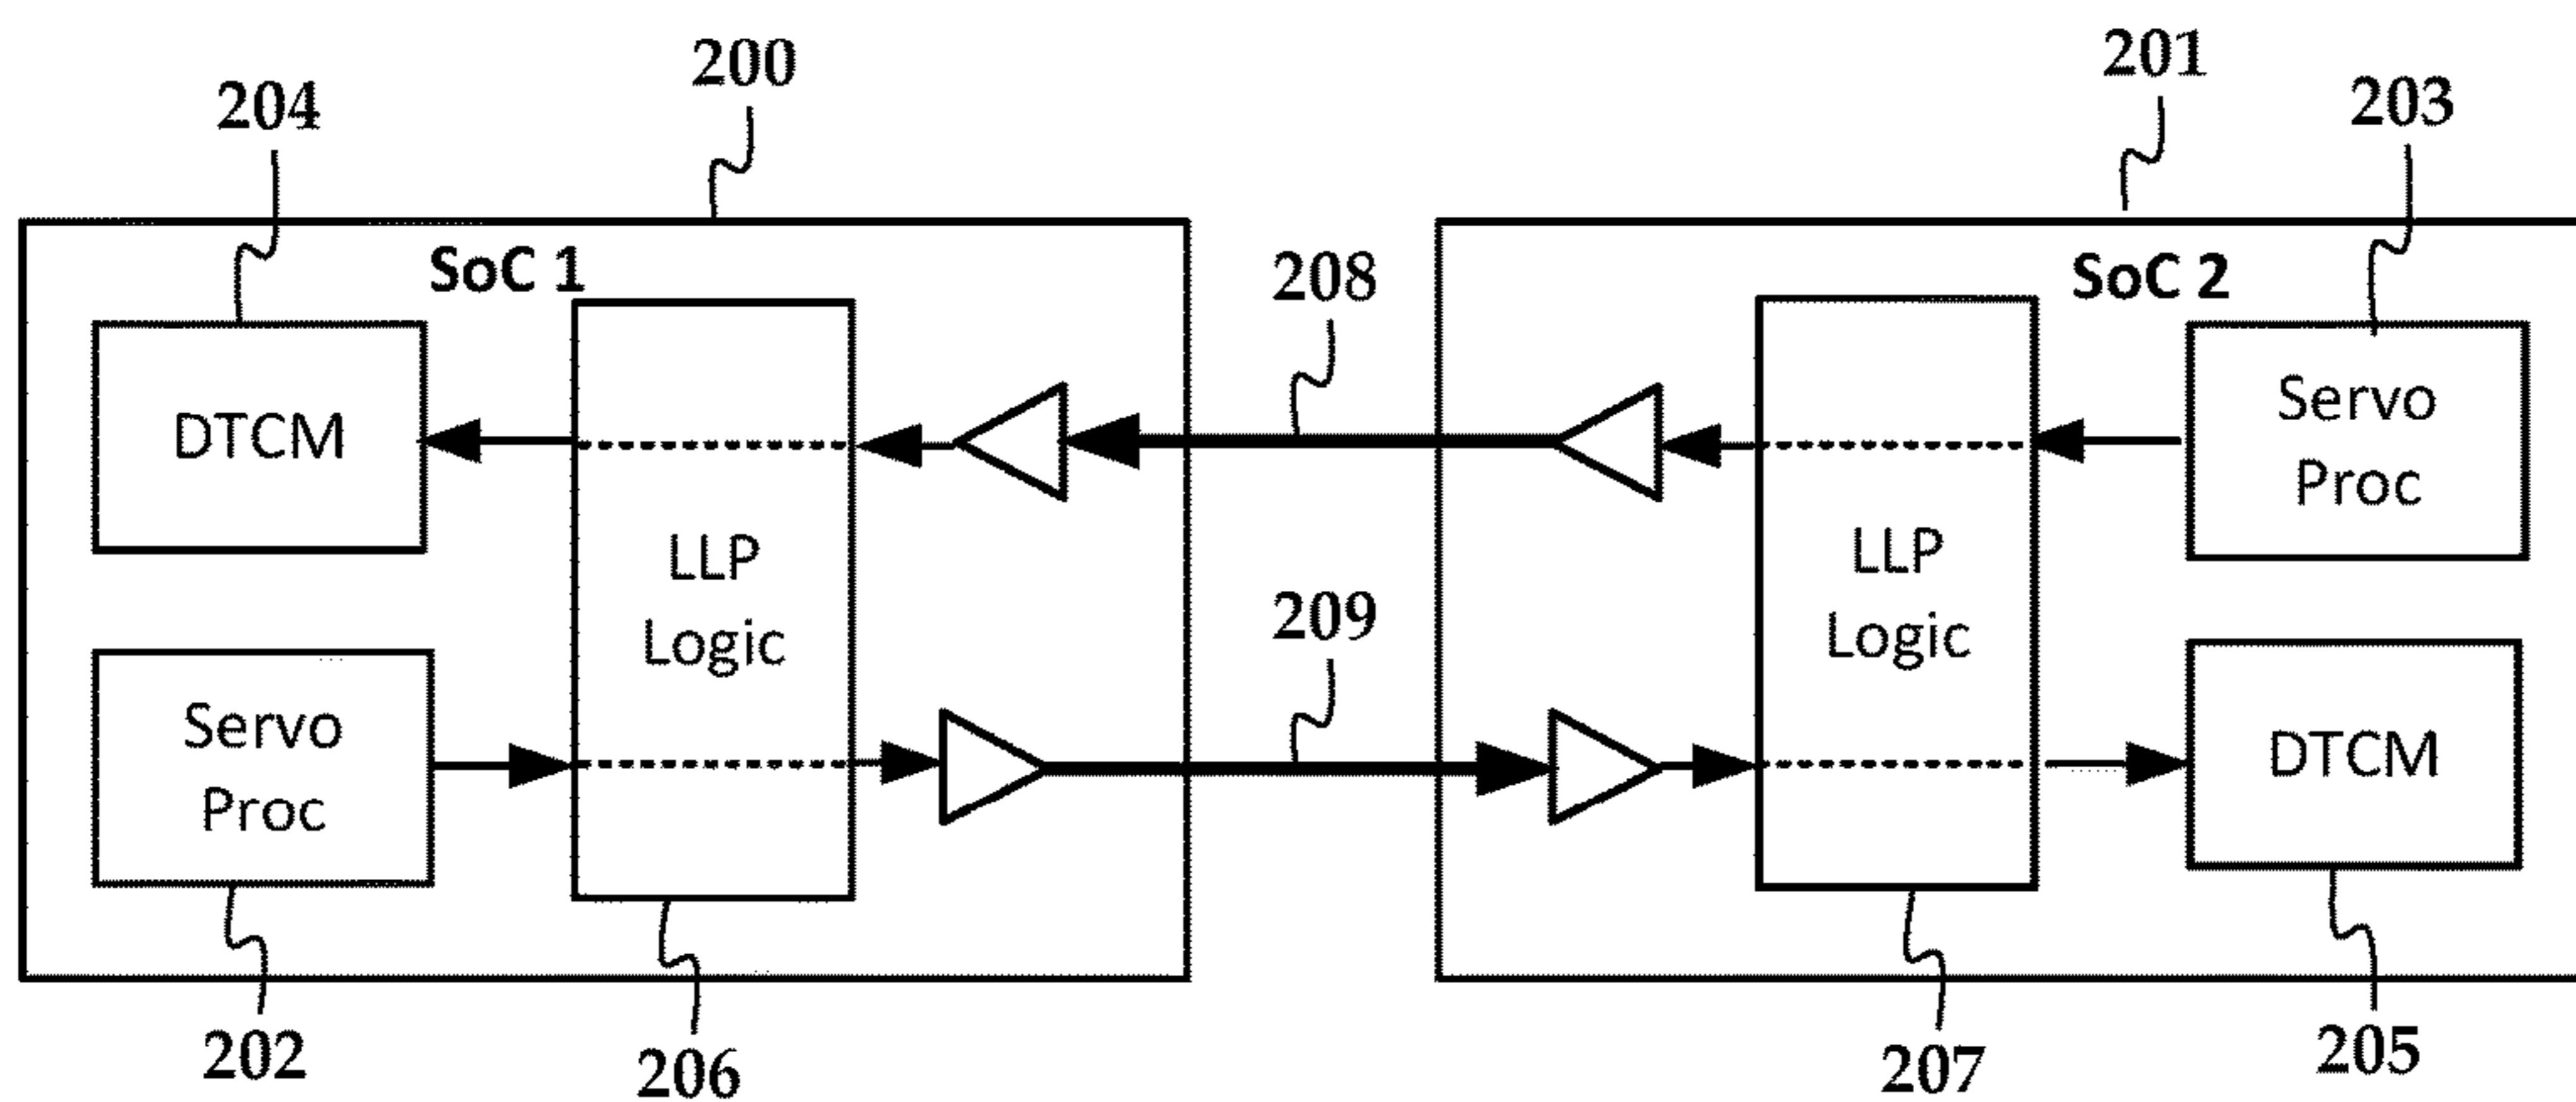 200
201
204
203
SoC 1
SoC 2
208
DTCM
Servo
Proc
LLP
Logic
LLP
Logic
209
Servo
Proc
DTCM
202
206
207
205